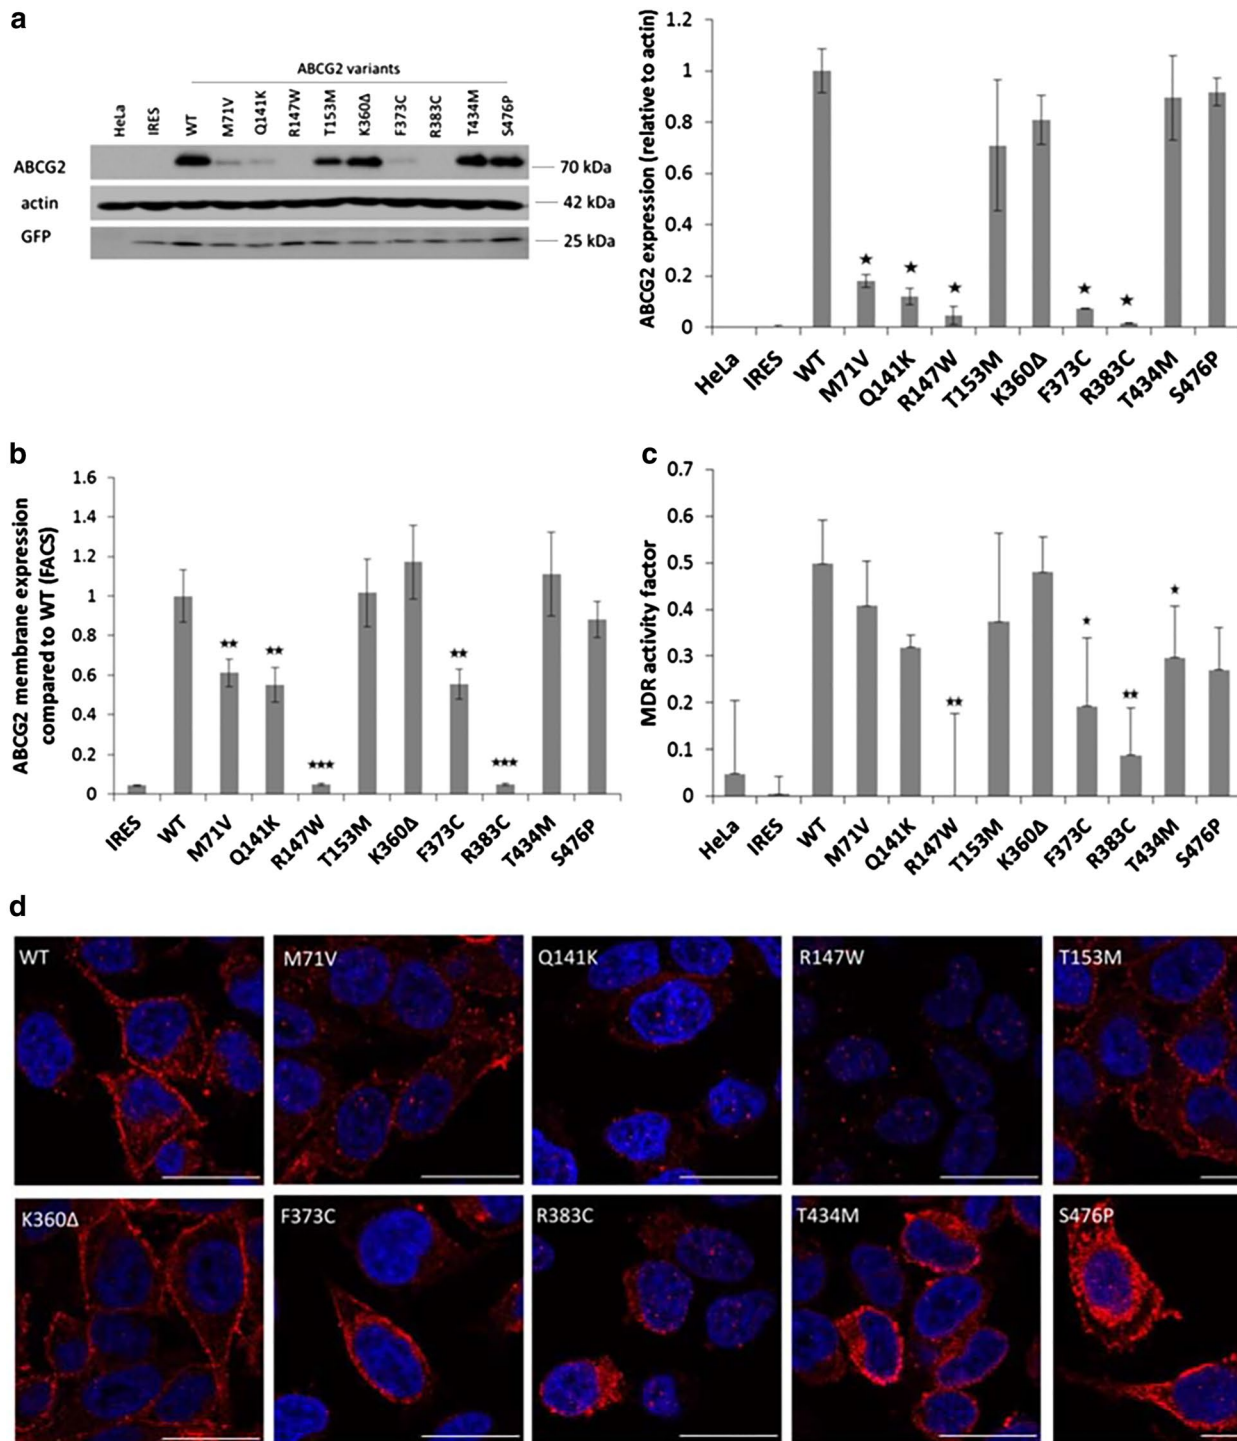 a
ABCG2 variants
HeLa IRES WT M71V Q141K R147W T153M K360Δ F373C R383C T434M S476P
ABCG2
70 kDa
actin
42 kDa
GFP
25 kDa
ABCG2 expression (relative to actin)
1.2
1
0.8
0.6
0.4
0.2
0
★ ★ ★ ★ ★
HeLa IRES WT M71V Q141K R147W T153M K360Δ F373C R383C T434M S476P
b
ABCG2 membrane expression
compared to WT (FACS)
1.6
1.4
1.2
1
0.8
0.6
0.4
0.2
0
★★ ★★ ★★★ ★★ ★★★
IRES WT M71V Q141K R147W T153M K360Δ F373C R383C T434M S476P
c
MDR activity factor
0.7
0.6
0.5
0.4
0.3
0.2
0.1
0
★★ ★ ★★ ★
HeLa IRES WT M71V Q141K R147W T153M K360Δ F373C R383C T434M S476P
d
WT M71V Q141K R147W T153M
K360Δ F373C R383C T434M S476P